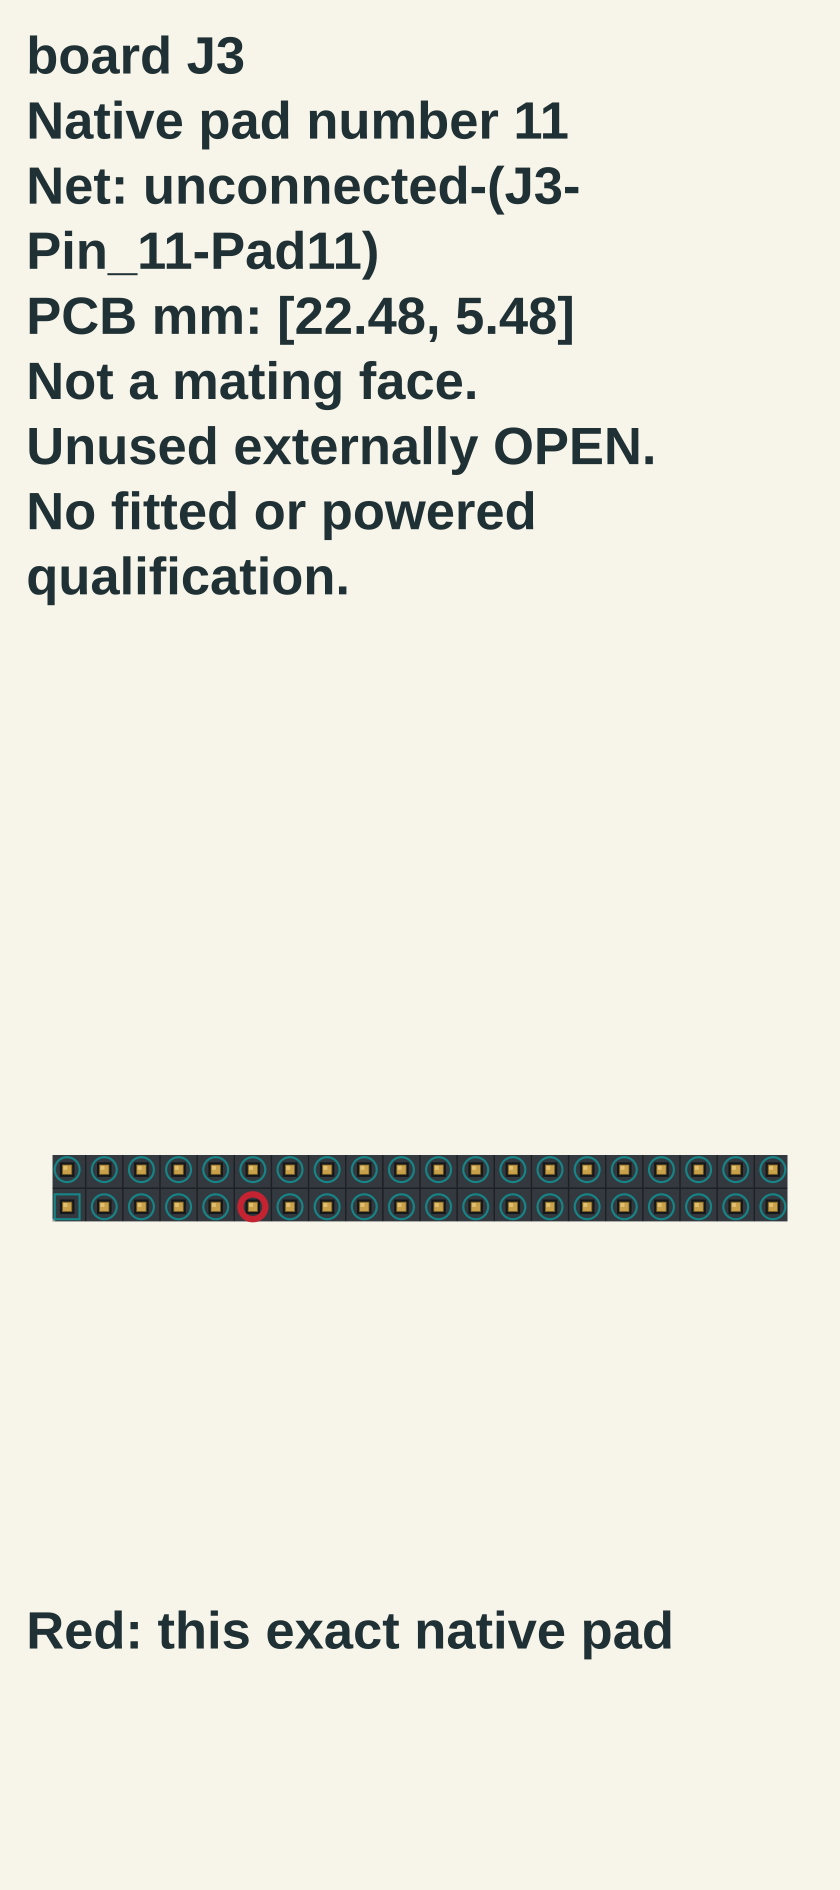 board J3
Native pad number 11
Net: unconnected-(J3-
Pin_11-Pad11)
PCB mm: [22.48, 5.48]
Not a mating face.
Unused externally OPEN.
No fitted or powered
qualification.
Red: this exact native pad